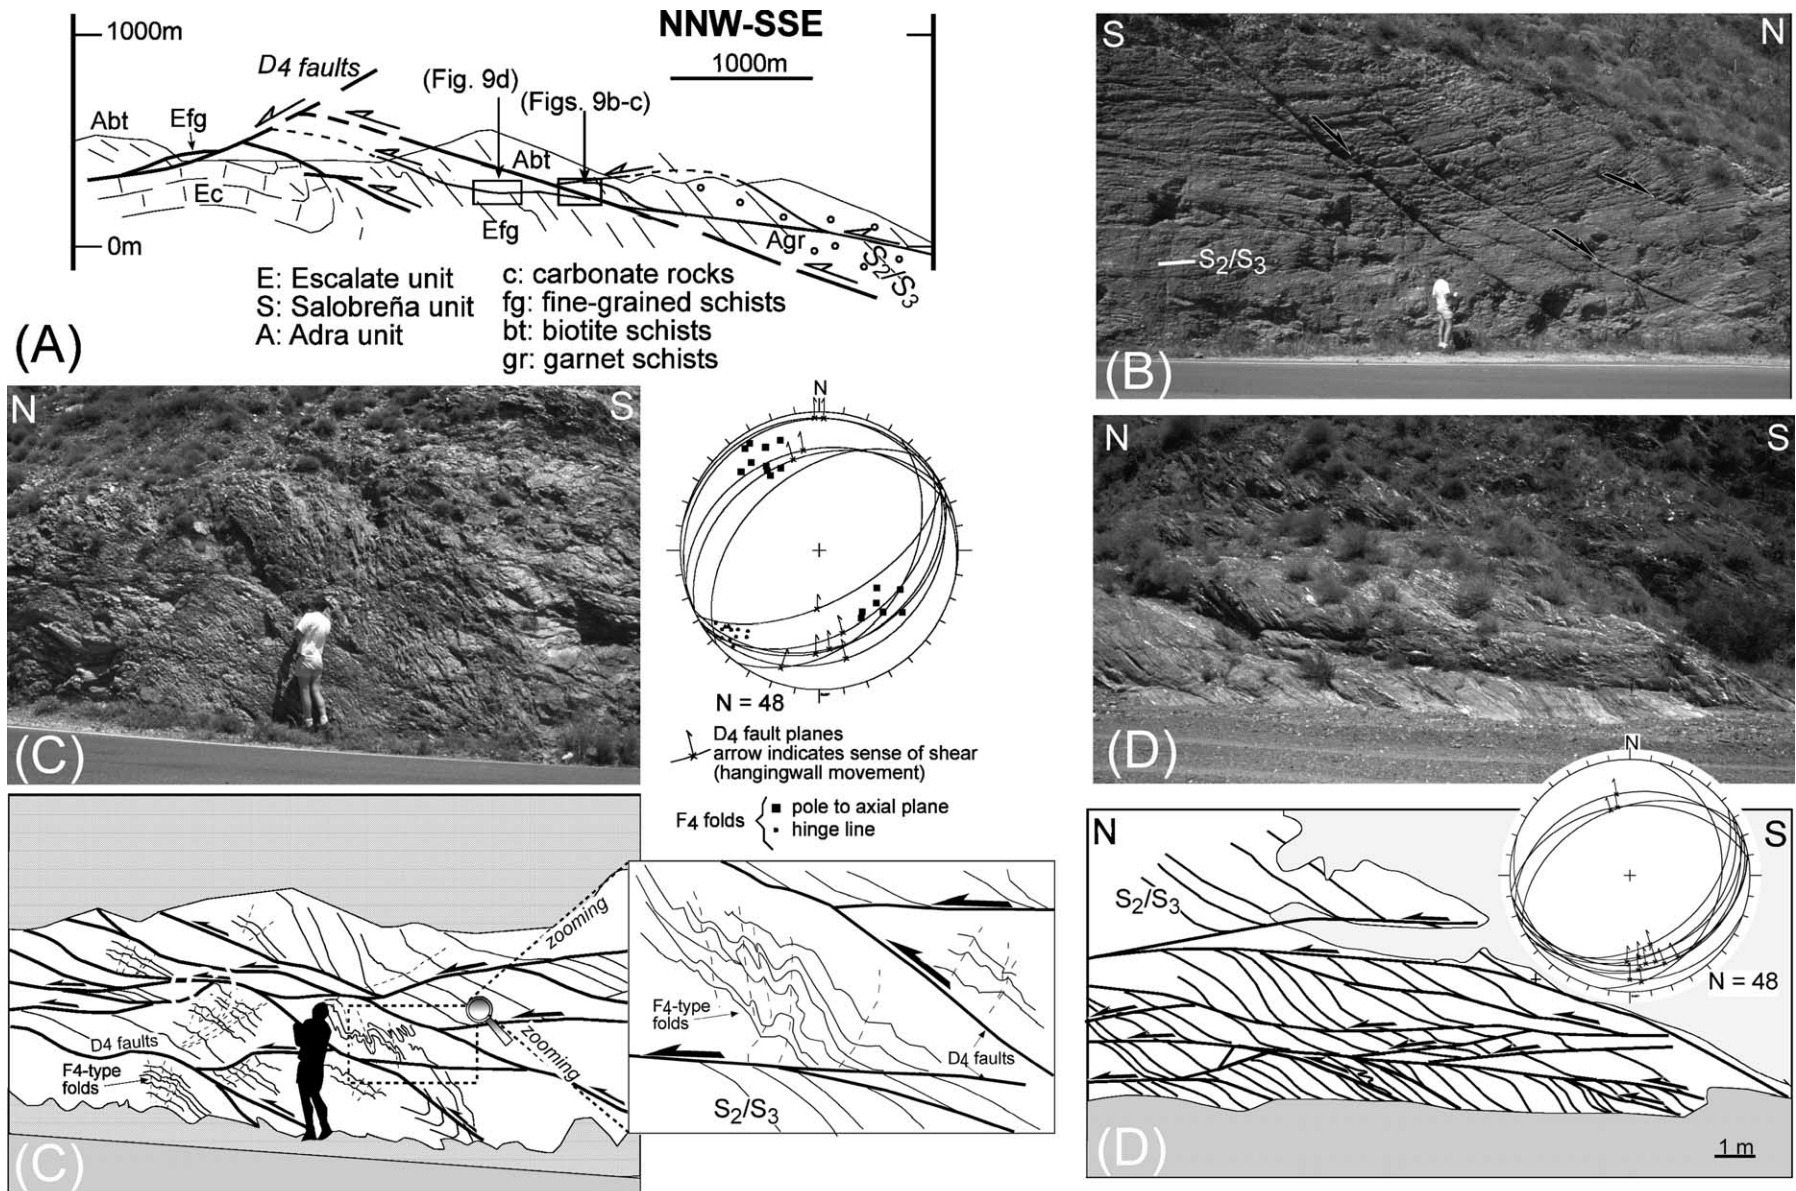 NNW-SSE
1000m
1000m
D4 faults
(Fig. 9d)
(Figs. 9b-c)
Abt
Efg
Abt
Ec
Efg
Agr
S2/S3
0m
E: Escalate unit
S: Salobreña unit
A: Adra unit
c: carbonate rocks
fg: fine-grained schists
bt: biotite schists
gr: garnet schists
(A)
S
N
S2/S3
(B)
N
S
(C)
N
N = 48
D4 fault planes
arrow indicates sense of shear
(hangingwall movement)
F4 folds
pole to axial plane
hinge line
N
S
(D)
zooming
zooming
D4 faults
F4-type
folds
(C)
F4-type
folds
D4 faults
S2/S3
N
S
S2/S3
N
N = 48
1 m
(D)